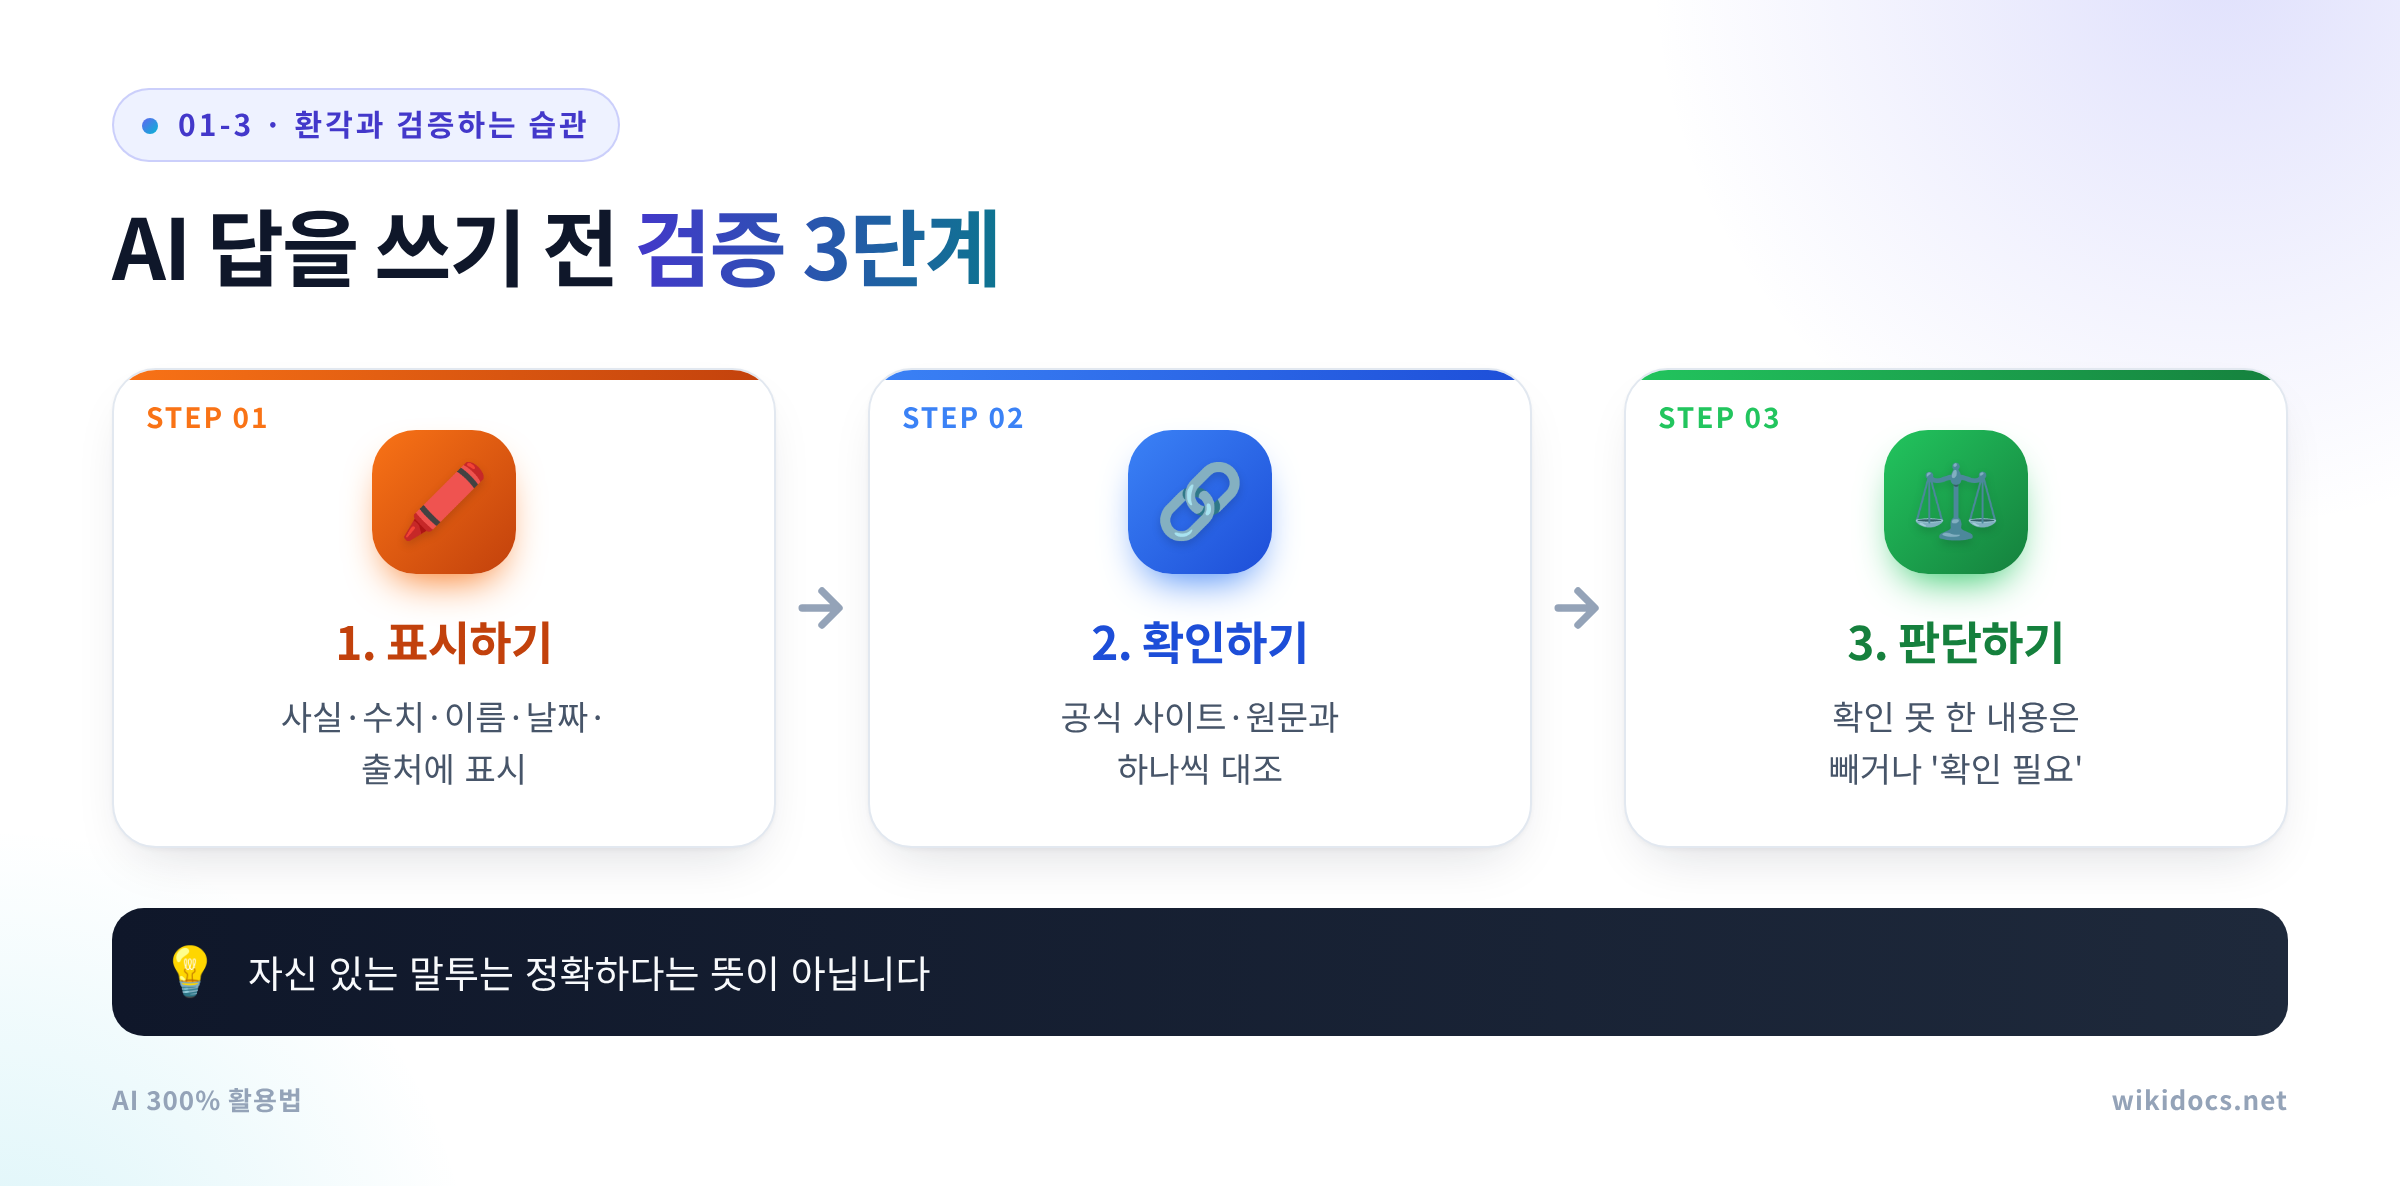 01-3 · 환각과 검증하는 습관
AI 답을 쓰기 전 검증 3단계
STEP 01
1. 표시하기
사실·수치·이름·날짜·
출처에 표시
STEP 02
2. 확인하기
공식 사이트·원문과
하나씩 대조
STEP 03
3. 판단하기
확인 못 한 내용은
빼거나 '확인 필요'
자신 있는 말투는 정확하다는 뜻이 아닙니다
AI 300% 활용법
wikidocs.net